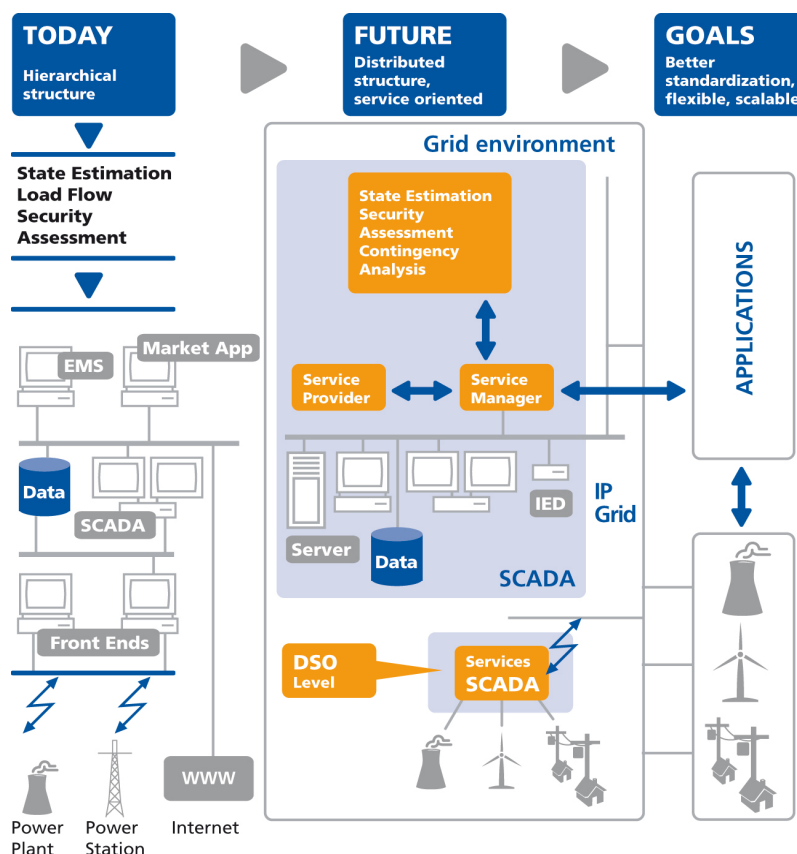 TODAY
Hierarchical
structure
FUTURE
Distributed
structure,
service oriented
GOALS
Better
standardization,
flexible, scalable
State Estimation
Load Flow
Security
Assessment
EMS
Market App
Data
SCADA
Front Ends
WWW
Power
Plant
Power
Station
Internet
Grid environment
State Estimation
Security
Assessment
Contingency
Analysis
Service
Provider
Service
Manager
Server
Data
IED
IP
Grid
SCADA
DSO
Level
Services
SCADA
APPLICATIONS